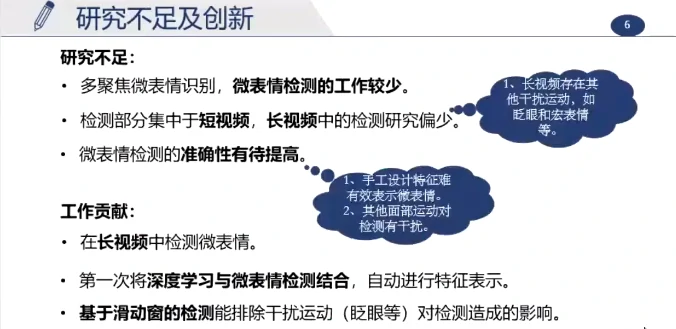 研究不足及创新
6
研究不足：
• 多聚焦微表情识别，微表情检测的工作较少。
• 检测部分集中于短视频，长视频中的检测研究偏少。
• 微表情检测的准确性有待提高。
1、长视频存在其
他干扰运动，如
眨眼和宏表情
等。
1、手工设计特征难
有效表示微表情。
2、其他面部运动对
检测有干扰。
工作贡献：
• 在长视频中检测微表情。
• 第一次将深度学习与微表情检测结合，自动进行特征表示。
• 基于滑动窗的检测能排除干扰运动（眨眼等）对检测造成的影响。